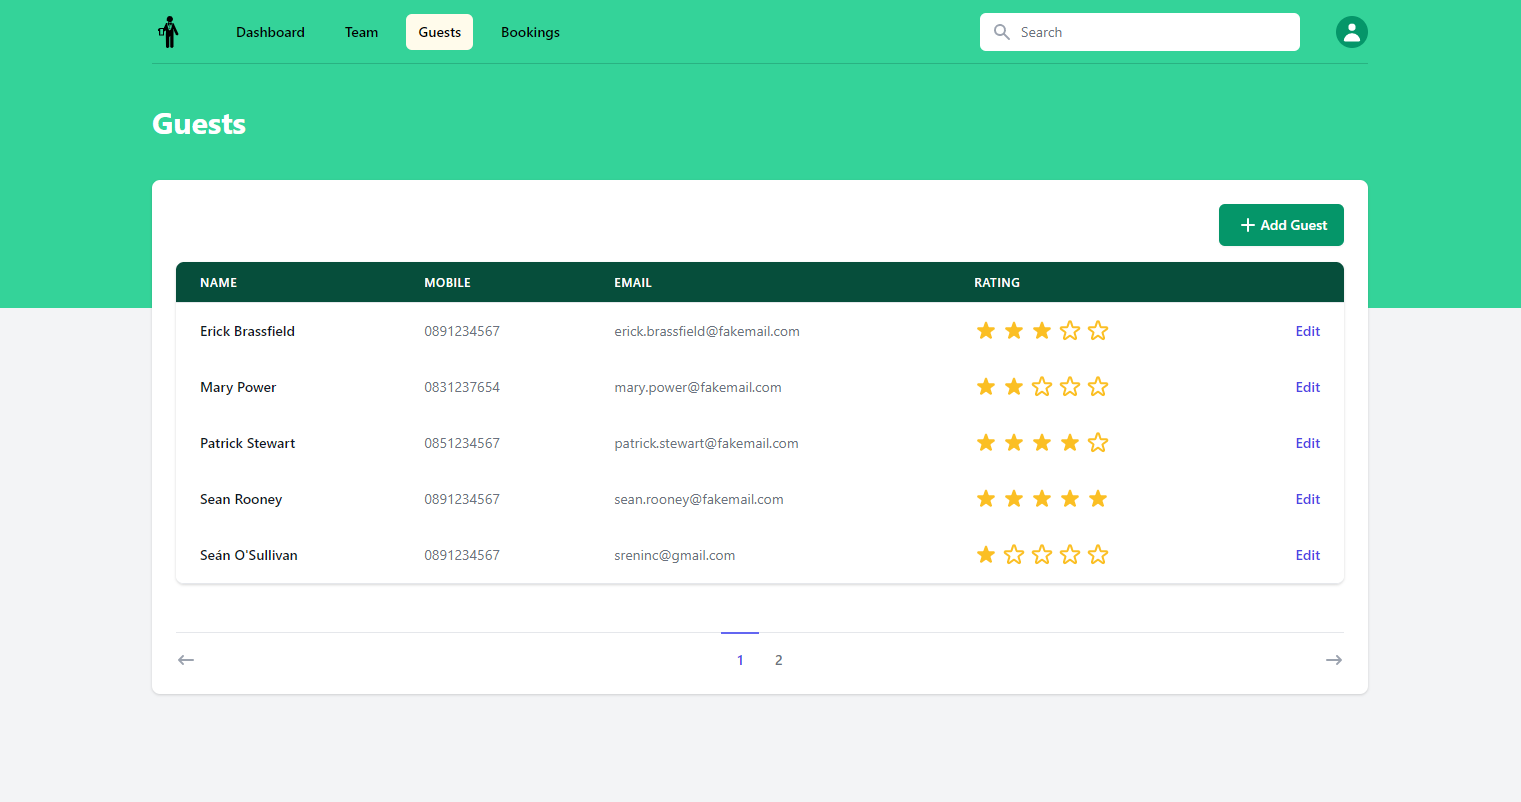 Dashboard Team Guests Bookings Search
Guests
Add Guest
NAME MOBILE EMAIL RATING
Erick Brassfield 0891234567 erick.brassfield@fakemail.com Edit
Mary Power 0831237654 mary.power@fakemail.com Edit
Patrick Stewart 0851234567 patrick.stewart@fakemail.com Edit
Sean Rooney 0891234567 sean.rooney@fakemail.com Edit
Seán O'Sullivan 0891234567 sreninc@gmail.com Edit
1 2